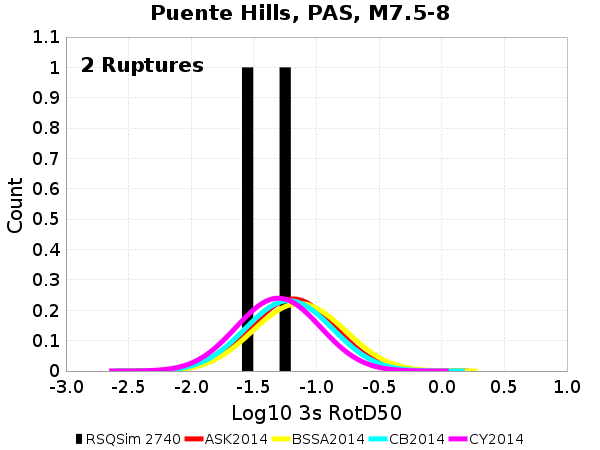 Puente Hills, PAS, M7.5-8
2 Ruptures
Count
1.1
1
0.9
0.8
0.7
0.6
0.5
0.4
0.3
0.2
0.1
0
-3.0 -2.5 -2.0 -1.5 -1.0 -0.5 0.0 0.5 1.0
Log10 3s RotD50
RSQSim 2740 ASK2014 BSSA2014 CB2014 CY2014